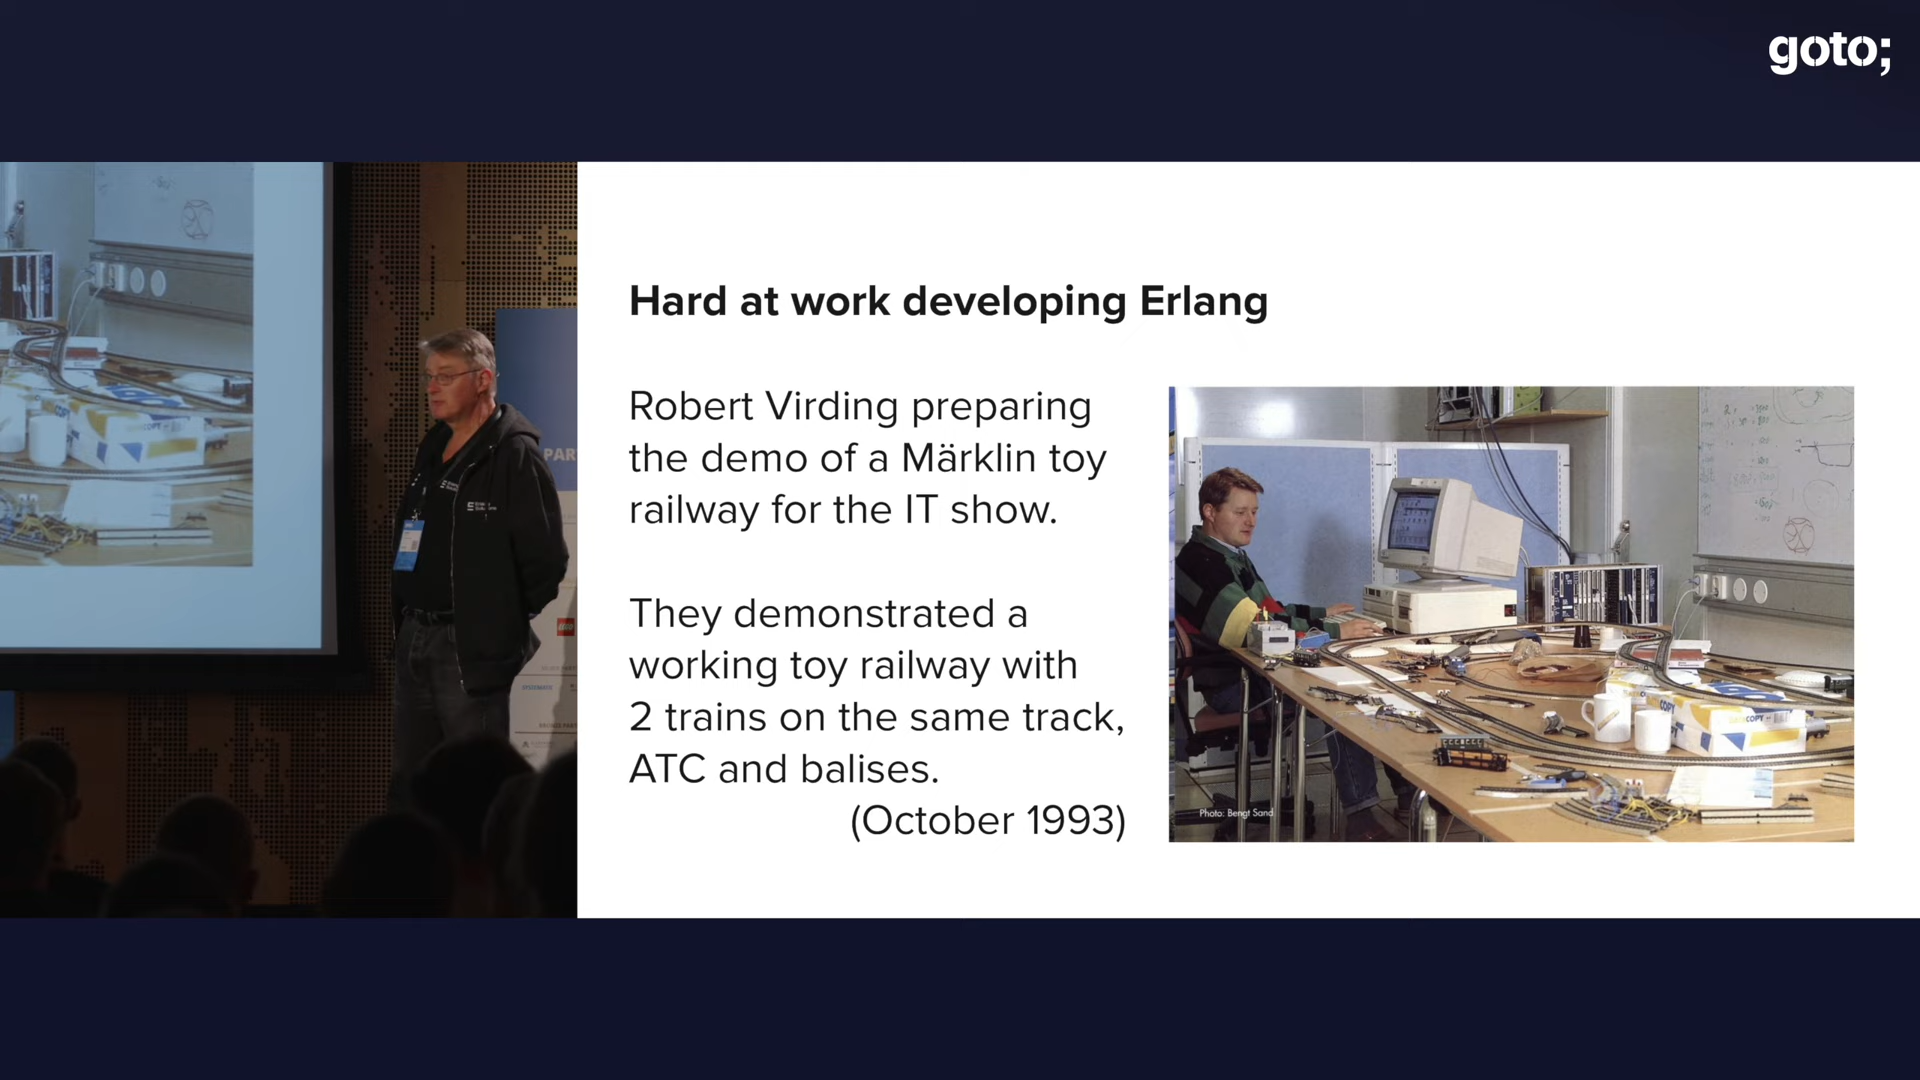 goto;
Hard at work developing Erlang
Robert Virding preparing
the demo of a Märklin toy
railway for the IT show.
They demonstrated a
working toy railway with
2 trains on the same track,
ATC and balises.
(October 1993)
Photo: Bengt Sand
PAR
COPY